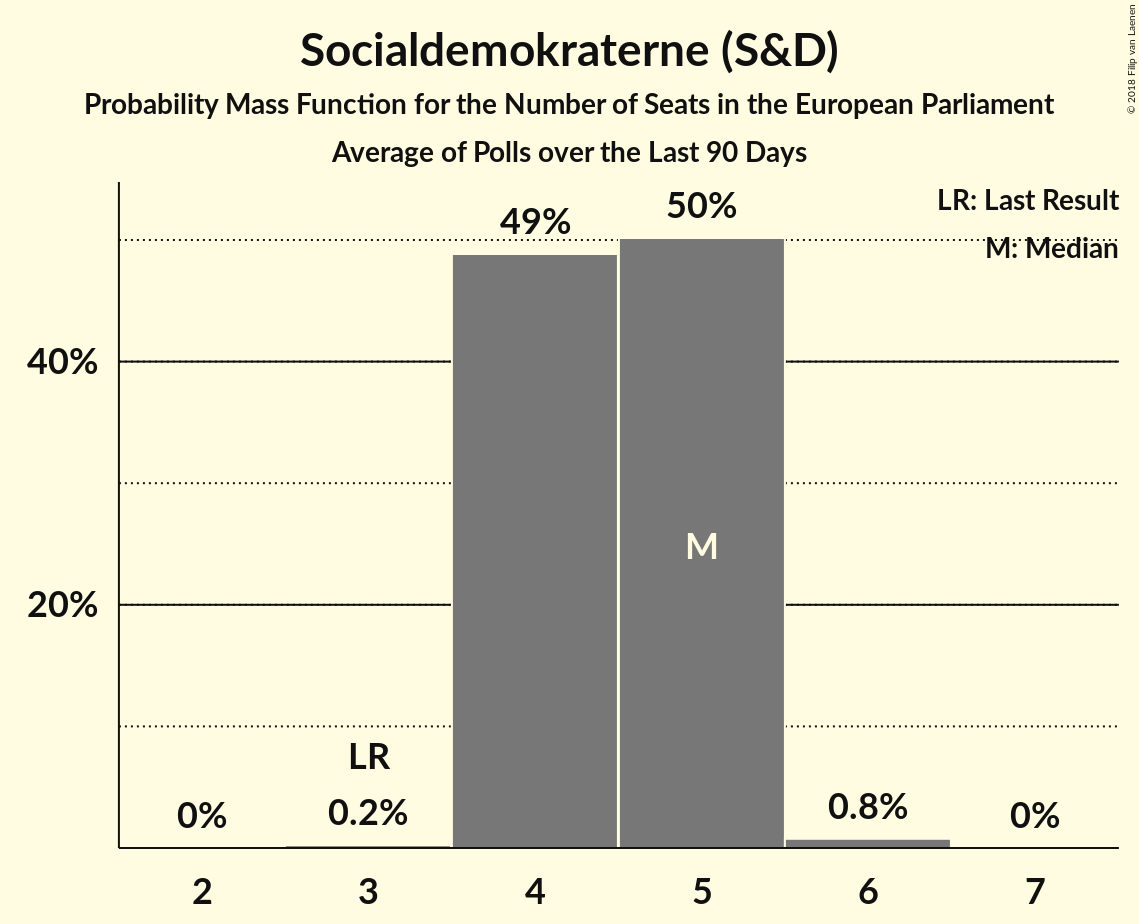 Socialdemokraterne (S&D)
Probability Mass Function for the Number of Seats in the European Parliament
Average of Polls over the Last 90 Days
© 2018 Filip van Laenen
LR: Last Result
M: Median
49%
50%
40%
M
20%
LR
0%
0.2%
0.8%
0%
2
3
4
5
6
7